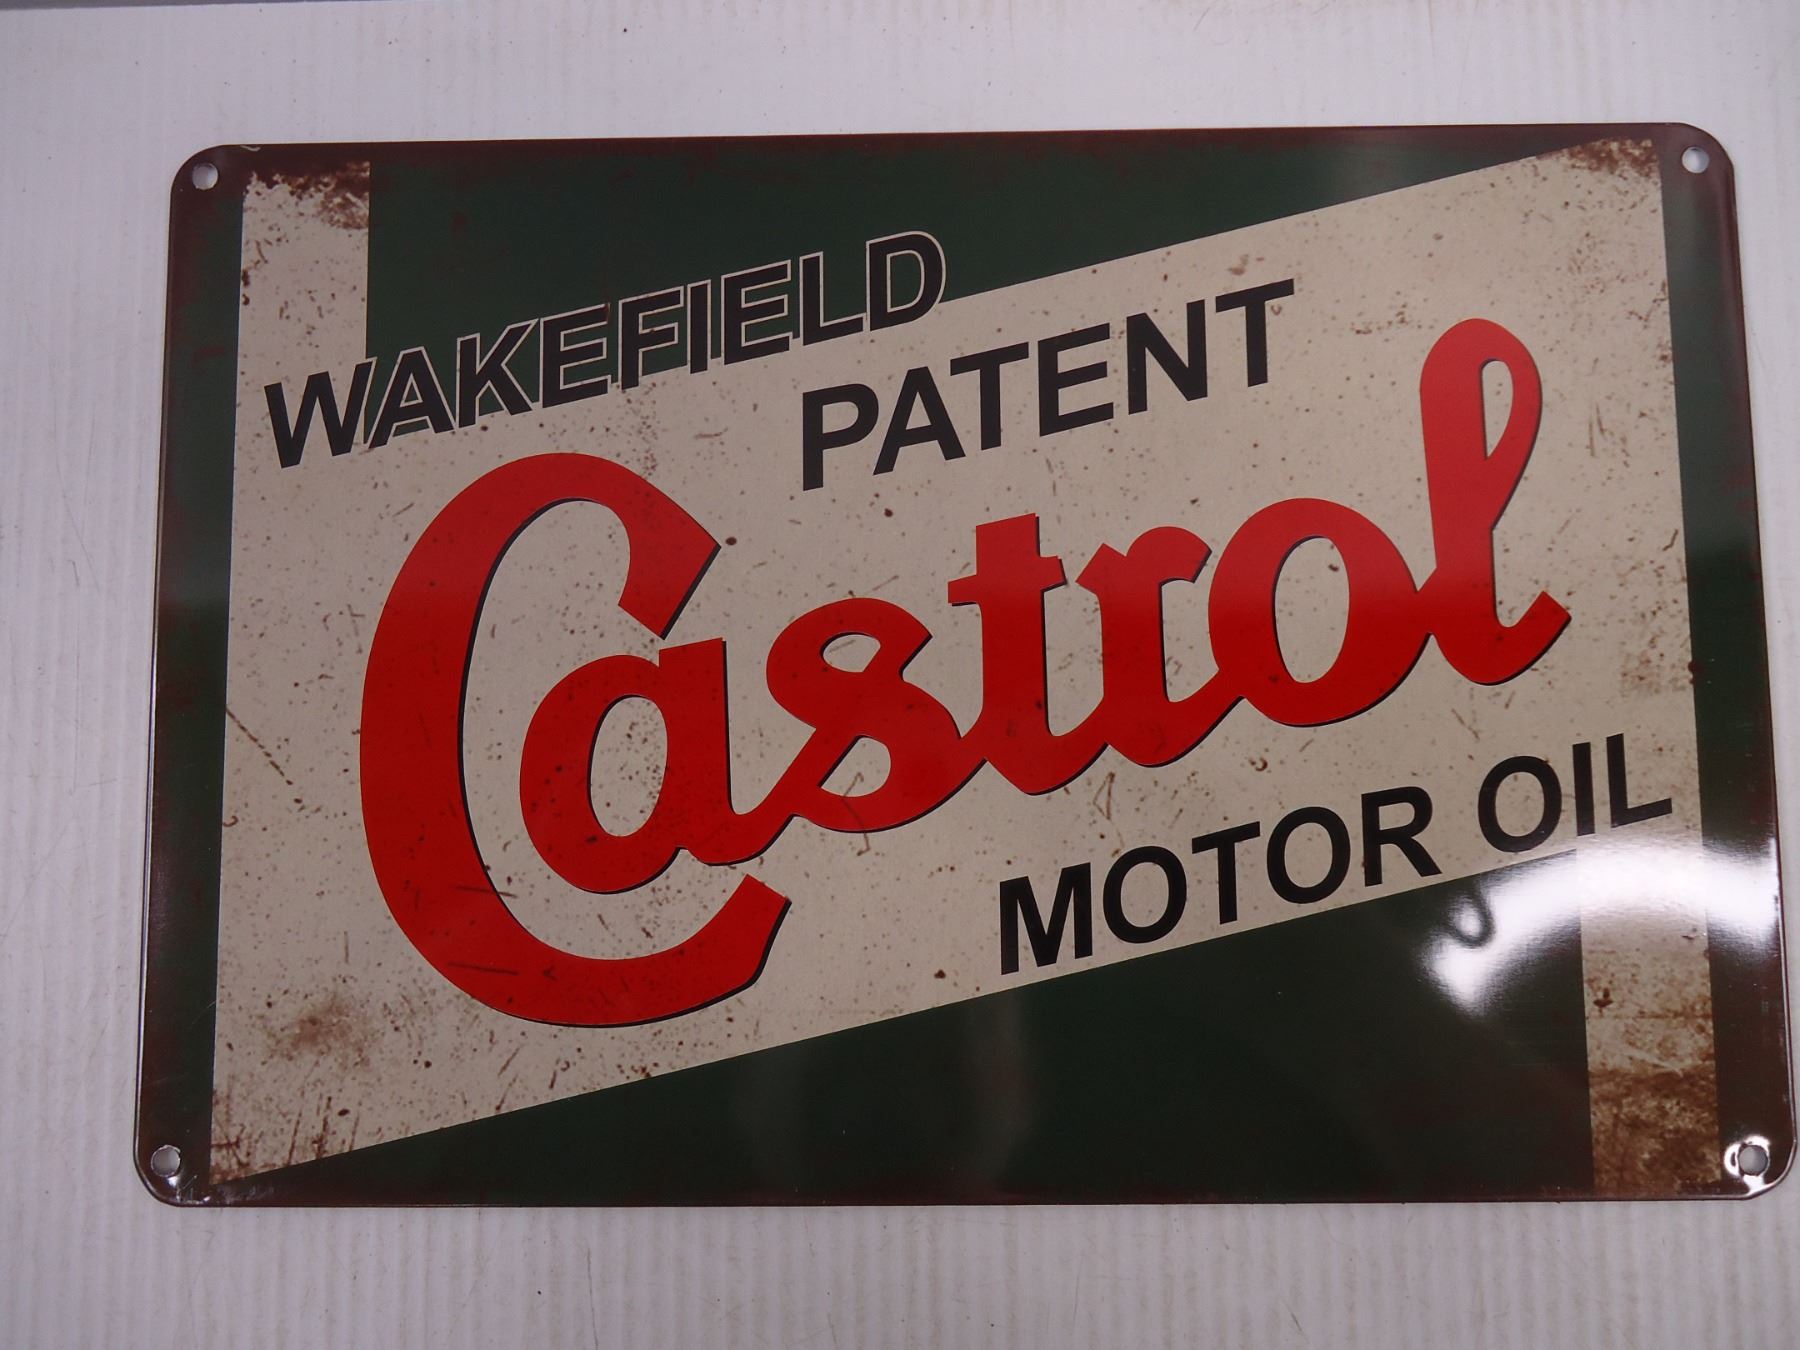 WAKEFIELD
PATENT
Castrol
MOTOR OIL